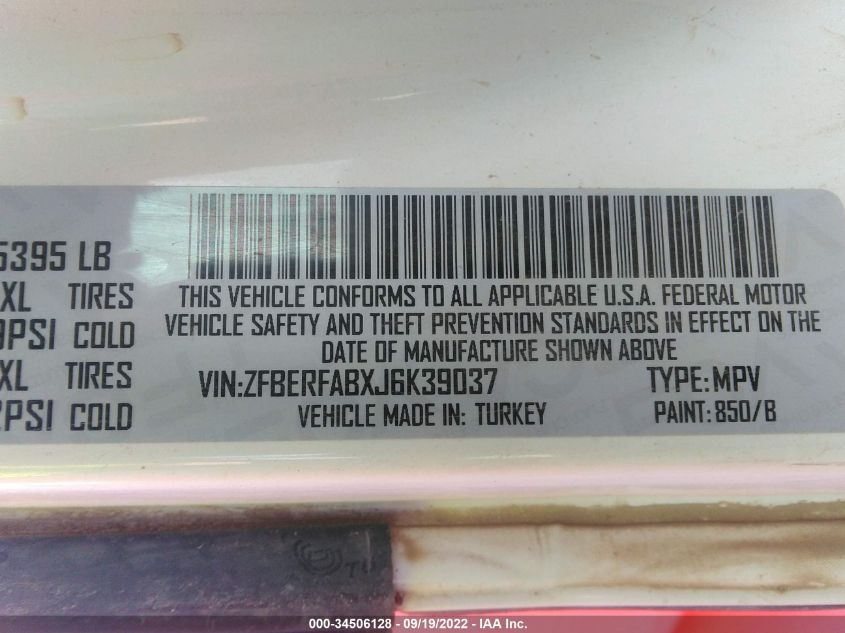 5395 LB
XL TIRES
PSI COLD
XL TIRES
PSI COLD
THIS VEHICLE CONFORMS TO ALL APPLICABLE U.S.A. FEDERAL MOTOR
VEHICLE SAFETY AND THEFT PREVENTION STANDARDS IN EFFECT ON THE
DATE OF MANUFACTURE SHOWN ABOVE
VIN:ZFBERFABXJ6K39037 TYPE:MPV
VEHICLE MADE IN: TURKEY PAINT:850/B
000-34506128 - 09/19/2022 - IAA Inc.